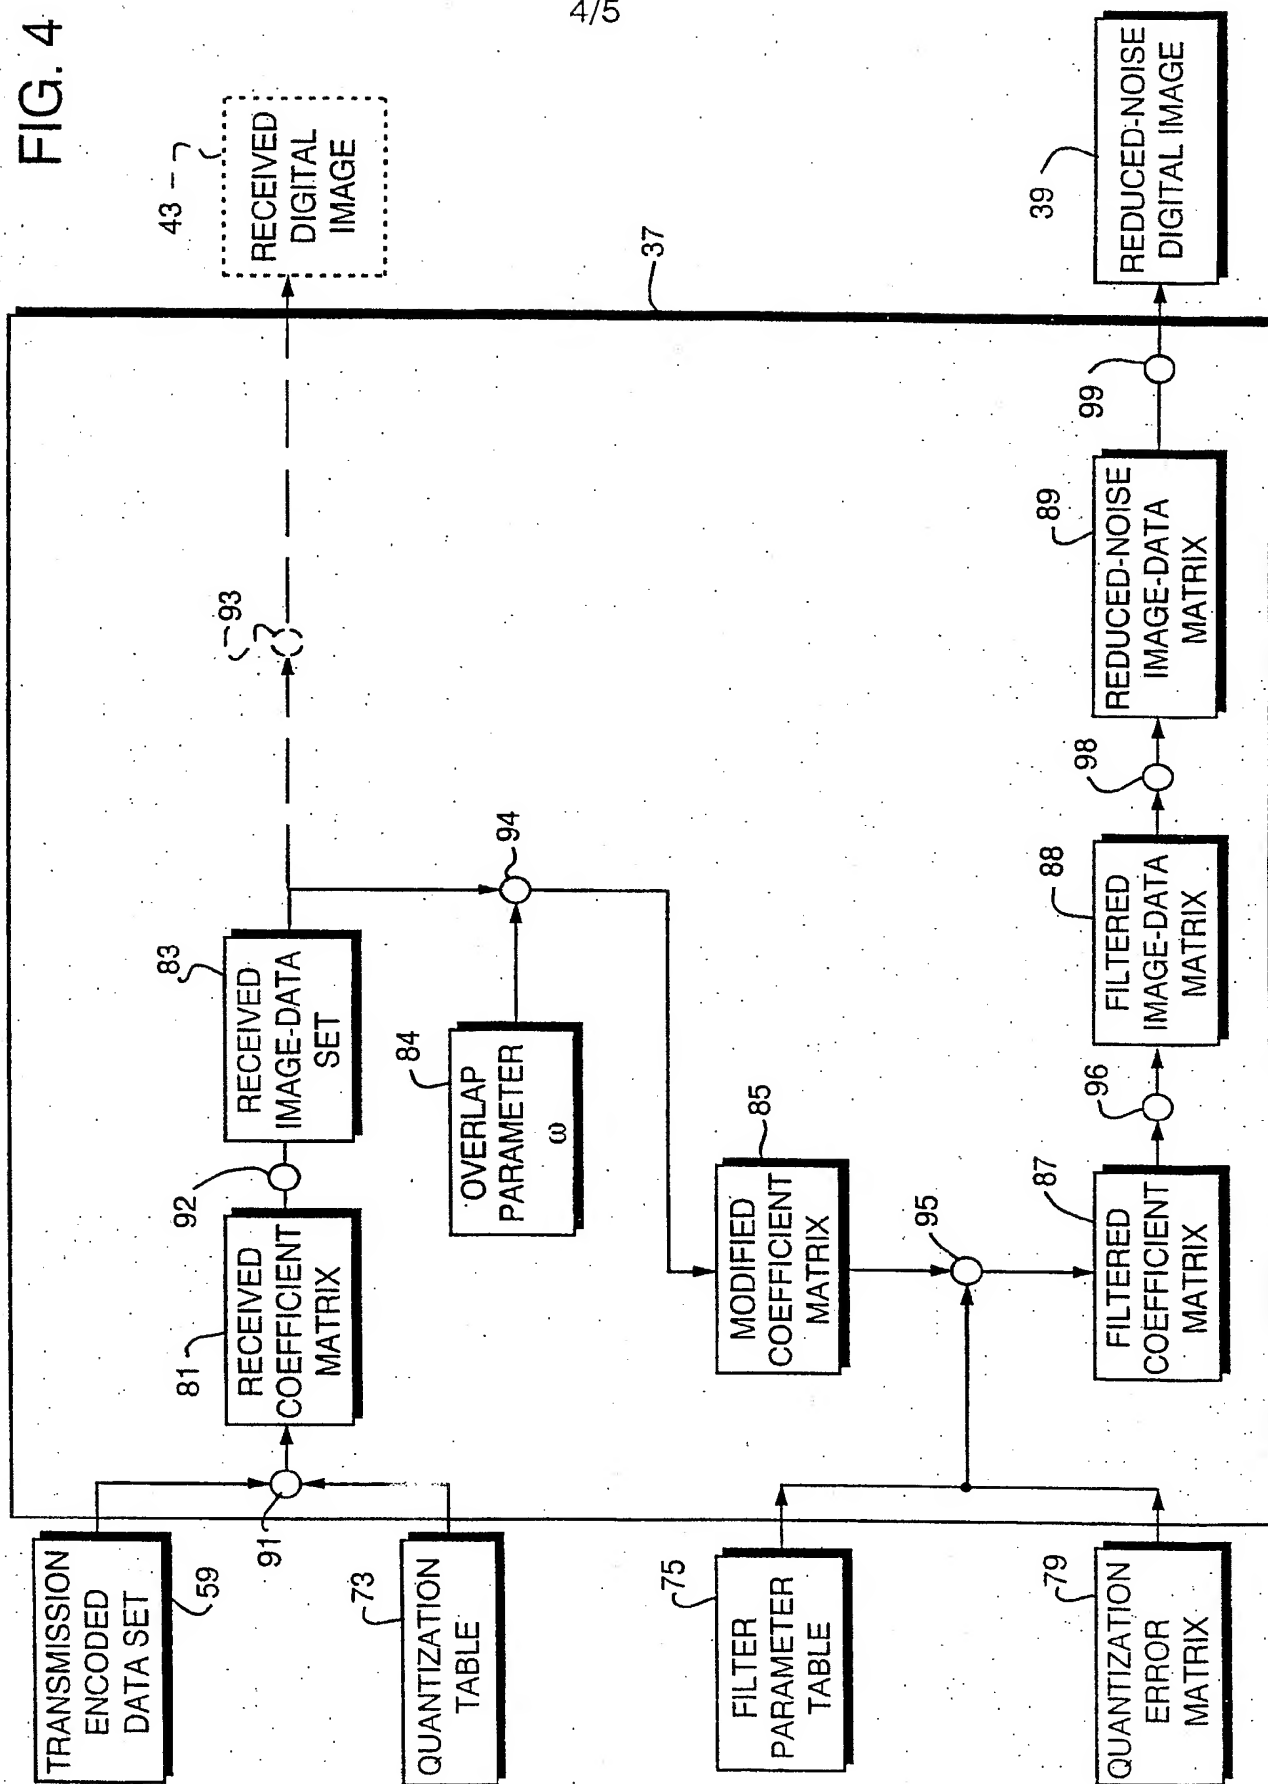 4/5
FIG. 4
TRANSMISSION
ENCODED
DATA SET
59
QUANTIZATION
TABLE
73
FILTER
PARAMETER
TABLE
75
QUANTIZATION
ERROR
MATRIX
79
91
RECEIVED
COEFFICIENT
MATRIX
81
92
RECEIVED
IMAGE-DATA
SET
83
93
RECEIVED
DIGITAL
IMAGE
43
OVERLAP
PARAMETER
ω
84
94
MODIFIED
COEFFICIENT
MATRIX
85
95
FILTERED
COEFFICIENT
MATRIX
87
96
FILTERED
IMAGE-DATA
MATRIX
88
98
REDUCED-NOISE
IMAGE-DATA
MATRIX
89
99
37
REDUCED-NOISE
DIGITAL IMAGE
39